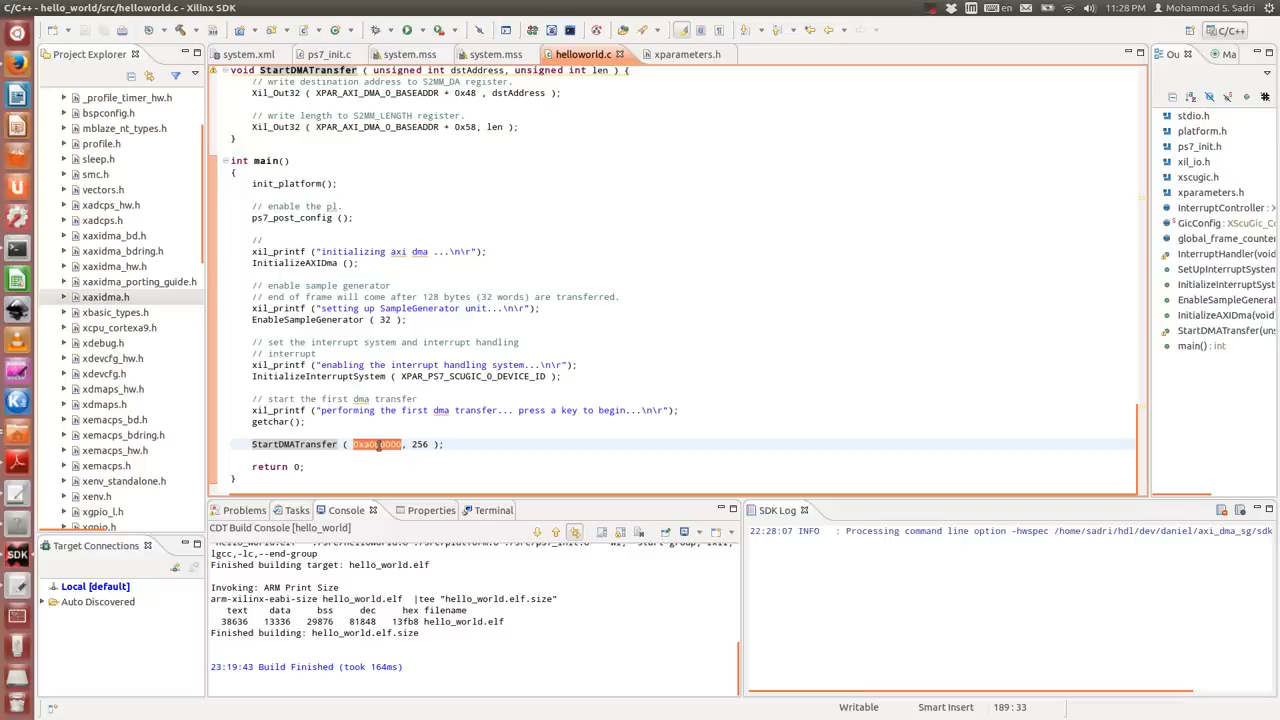 C/C++ - hello_world/src/helloworld.c - Xilinx SDK
en
11:28 PM
Mohammad S. Sadri
C/C++
Project Explorer
system.xml
ps7_init.c
system.mss
system.mss
helloworld.c
xparameters.h
Ou
Ma
_profile_timer_hw.h
bspconfig.h
mblaze_nt_types.h
profile.h
sleep.h
smc.h
vectors.h
xadcps_hw.h
xadcps.h
xaxidma_bd.h
xaxidma_bdring.h
xaxidma_hw.h
xaxidma_porting_guide.h
xaxidma.h
xbasic_types.h
xcpu_cortexa9.h
xdebug.h
xdevcfg_hw.h
xdevcfg.h
xdmaps_hw.h
xdmaps.h
xemacps_bd.h
xemacps_bdring.h
xemacps_hw.h
xemacps.h
xenv_standalone.h
xenv.h
xgpio_l.h
xgpio.h
void StartDMATransfer ( unsigned int dstAddress, unsigned int len ) {
// write destination address to S2MM_DA register.
Xil_Out32 ( XPAR_AXI_DMA_0_BASEADDR + 0x48 , dstAddress );
// write length to S2MM_LENGTH register.
Xil_Out32 ( XPAR_AXI_DMA_0_BASEADDR + 0x58, len );
}
int main()
{
init_platform();
// enable the pl.
ps7_post_config ();
//
xil_printf ("initializing axi dma ...\n\r");
InitializeAXIDma ();
// enable sample generator
// end of frame will come after 128 bytes (32 words) are transferred.
xil_printf ("setting up SampleGenerator unit...\n\r");
EnableSampleGenerator ( 32 );
// set the interrupt system and interrupt handling
// interrupt
xil_printf ("enabling the interrupt handling system...\n\r");
InitializeInterruptSystem ( XPAR_PS7_SCUGIC_0_DEVICE_ID );
// start the first dma transfer
xil_printf ("performing the first dma transfer... press a key to begin...\n\r");
getchar();
StartDMATransfer ( 0xa000000, 256 );
return 0;
}
stdio.h
platform.h
ps7_init.h
xil_io.h
xscugic.h
xparameters.h
InterruptController : X
GicConfig : XScuGic_C
global_frame_counter
InterruptHandler(void
SetUpInterruptSystem
InitializeInterruptSyst
EnableSampleGenera
InitializeAXIDma(void)
StartDMATransfer(uns
main() : int
Problems
Tasks
Console
Properties
Terminal
CDT Build Console [hello_world]
lgcc,-lc,--end-group
Finished building target: hello_world.elf
Invoking: ARM Print Size
arm-xilinx-eabi-size hello_world.elf |tee "hello_world.elf.size"
text data bss dec hex filename
38636 13336 29876 81848 13fb8 hello_world.elf
Finished building: hello_world.elf.size
23:19:43 Build Finished (took 164ms)
SDK Log
22:28:07 INFO : Processing command line option -hwspec /home/sadri/hdl/dev/daniel/axi_dma_sg/sdk
Target Connections
Local [default]
Auto Discovered
Writable
Smart Insert
189 : 33